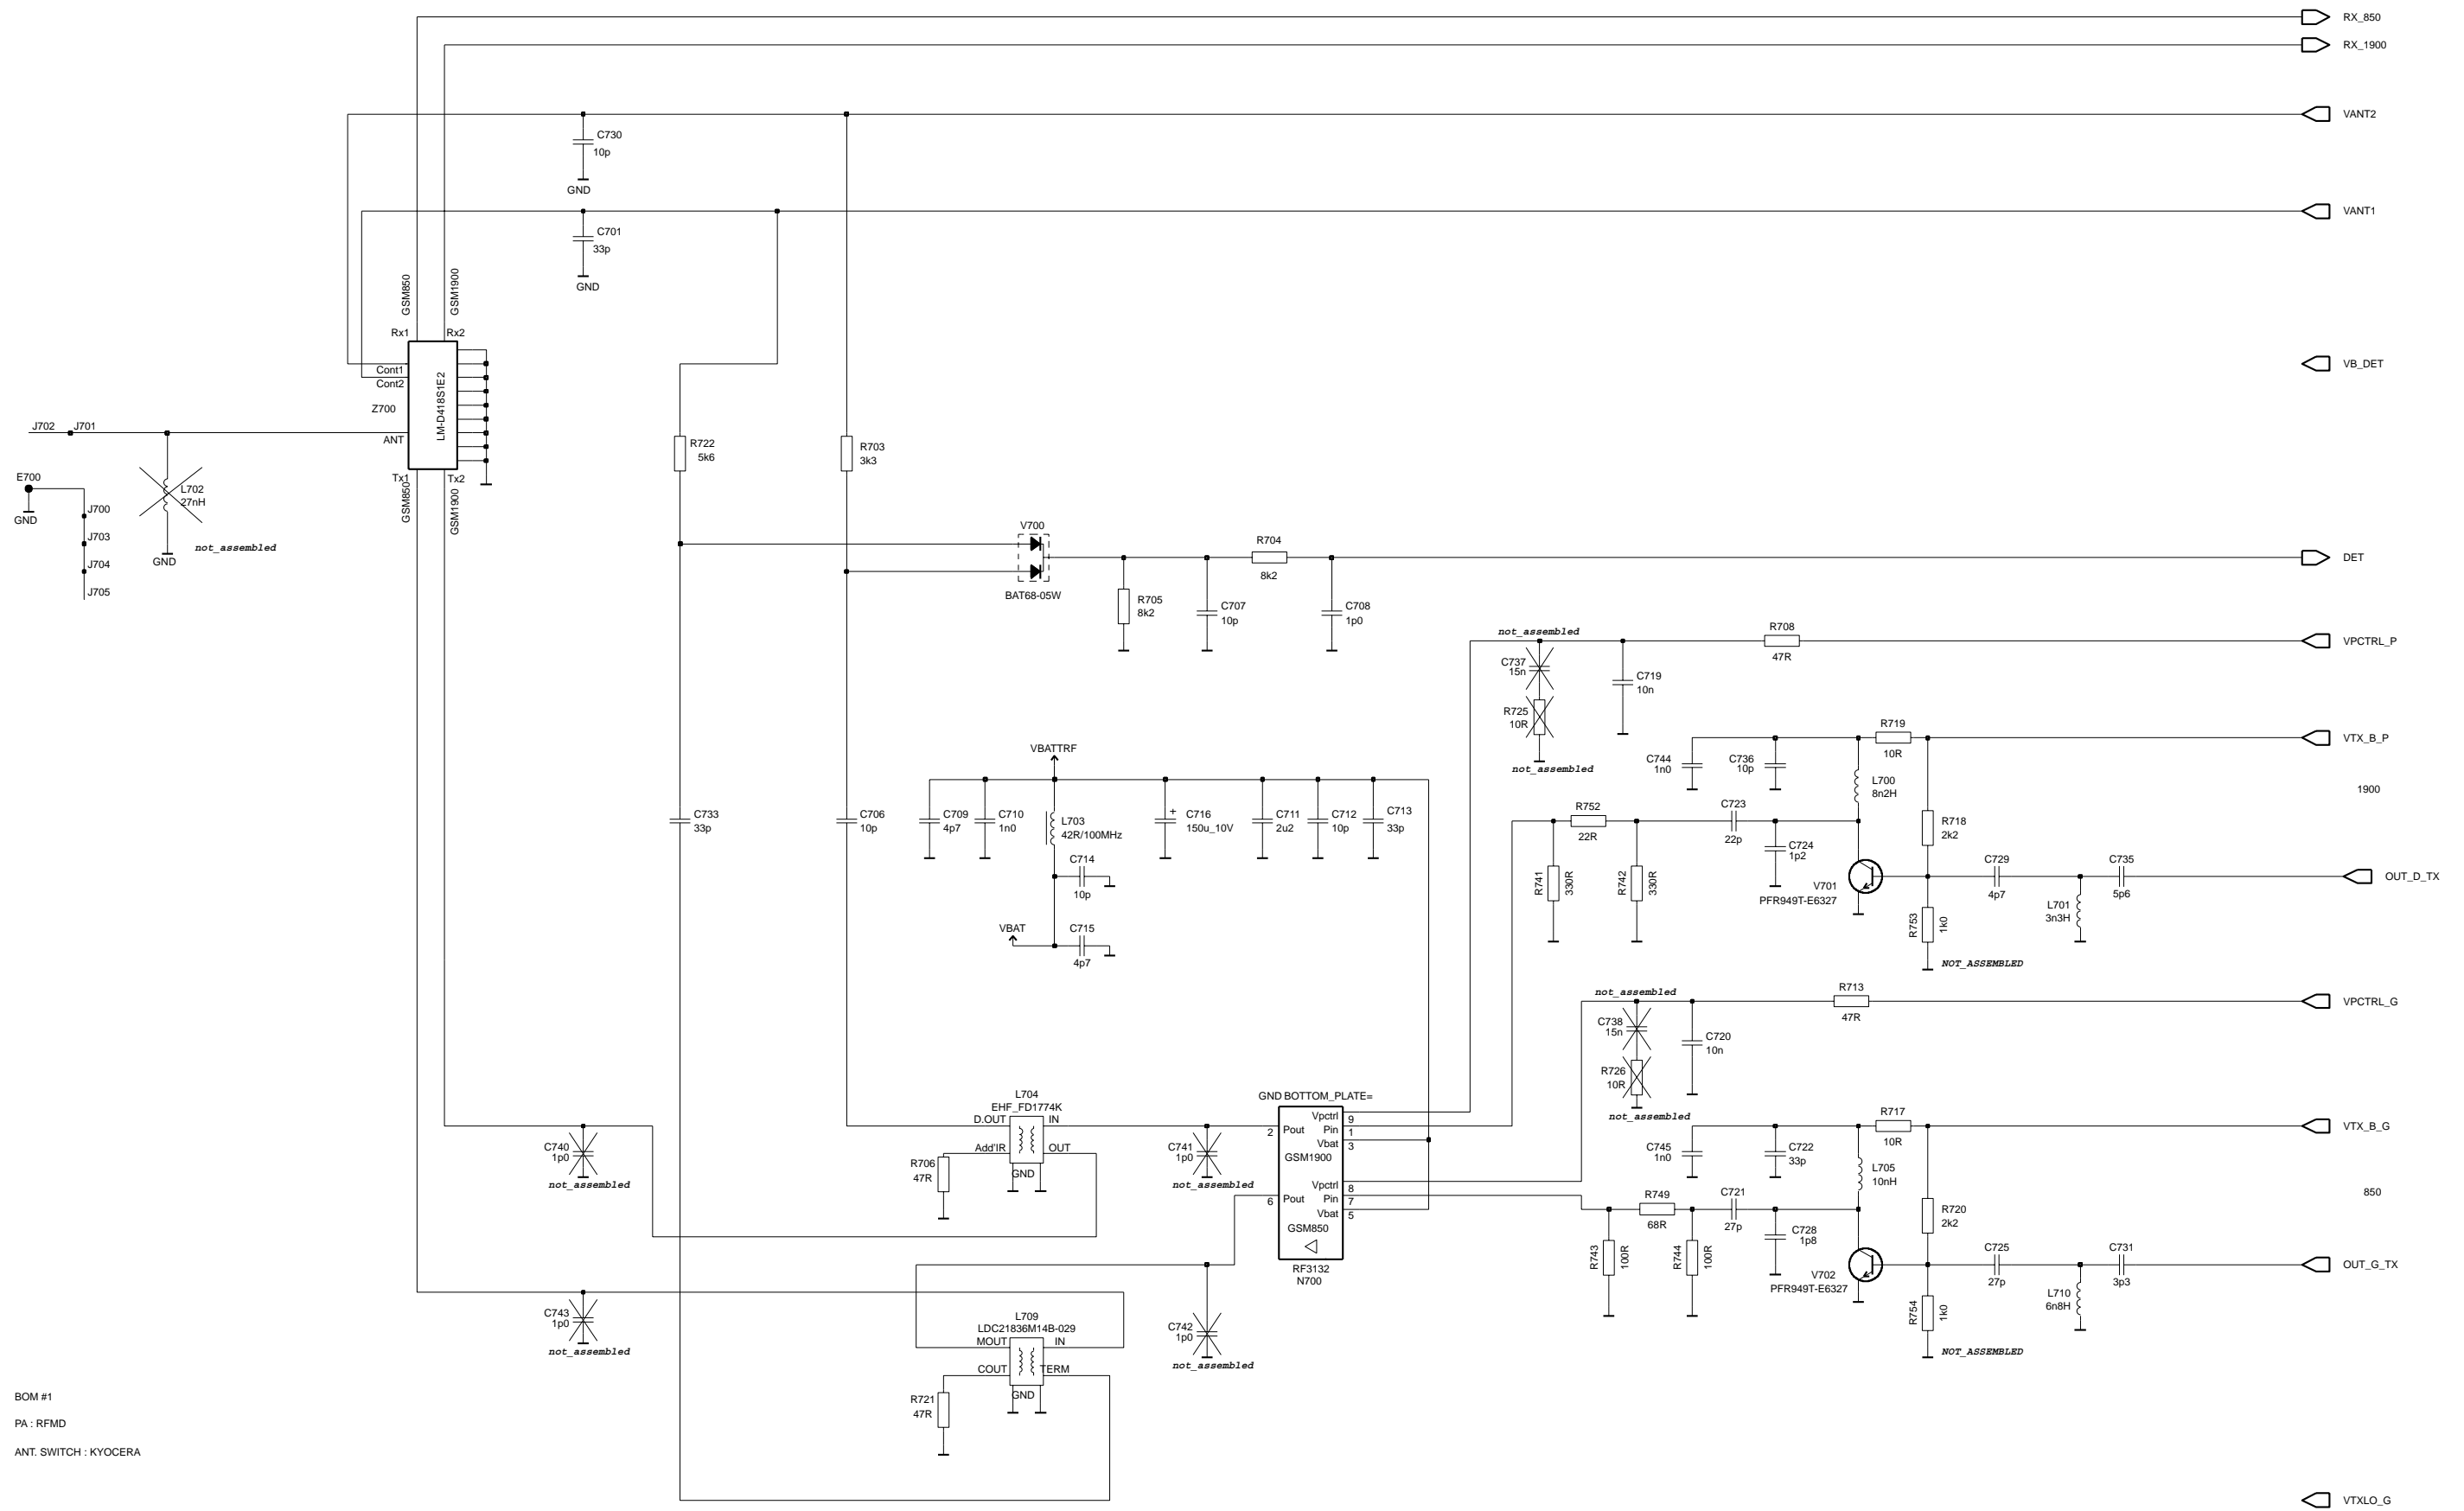 RX_850
RX_1900
VANT2
C730
10p
GND
VANT1
C701
33p
GND
GSM850
GSM1900
Rx1
Rx2
Cont1
Cont2
Z700
LM-D418S1E2
ANT
Tx1
Tx2
GSM850
GSM1900
VB_DET
J702
J701
E700
GND
J700
J703
J704
J705
L702
27nH
GND
not_assembled
R722
5k6
R703
3k3
V700
BAT68-05W
R704
8k2
DET
R705
8k2
C707
10p
C708
1p0
not_assembled
R708
47R
VPCTRL_P
C737
15n
C719
10n
R725
10R
not_assembled
R719
10R
VTX_B_P
C744
1n0
C736
10p
L700
8n2H
1900
VBATTRF
C733
33p
C706
10p
C709
4p7
C710
1n0
L703
42R/100MHz
+
C716
150u_10V
C711
2u2
C712
10p
C713
33p
C714
10p
VBAT
C715
4p7
R752
22R
C723
22p
C724
1p2
R718
2k2
R741
330R
R742
330R
V701
PFR949T-E6327
C729
4p7
C735
5p6
OUT_D_TX
L701
3n3H
R753
1k0
NOT_ASSEMBLED
not_assembled
R713
47R
VPCTRL_G
C738
15n
C720
10n
R726
10R
not_assembled
L704
EHF_FD1774K
D.OUT
IN
Add'lR
OUT
GND
R706
47R
C740
1p0
not_assembled
C741
1p0
not_assembled
GND BOTTOM_PLATE=
Vpctrl
9
2
Pout
Pin
1
Vbat
3
GSM1900
Vpctrl
8
6
Pout
Pin
7
Vbat
5
GSM850
RF3132
N700
R717
10R
VTX_B_G
C745
1n0
C722
33p
L705
10nH
850
R749
68R
C721
27p
C728
1p8
R720
2k2
R743
100R
R744
100R
V702
PFR949T-E6327
C725
27p
C731
3p3
OUT_G_TX
L710
6n8H
R754
1k0
NOT_ASSEMBLED
C743
1p0
not_assembled
L709
LDC21836M14B-029
MOUT
IN
COUT
TERM
GND
R721
47R
C742
1p0
not_assembled
BOM #1
PA : RFMD
ANT. SWITCH : KYOCERA
VTXLO_G